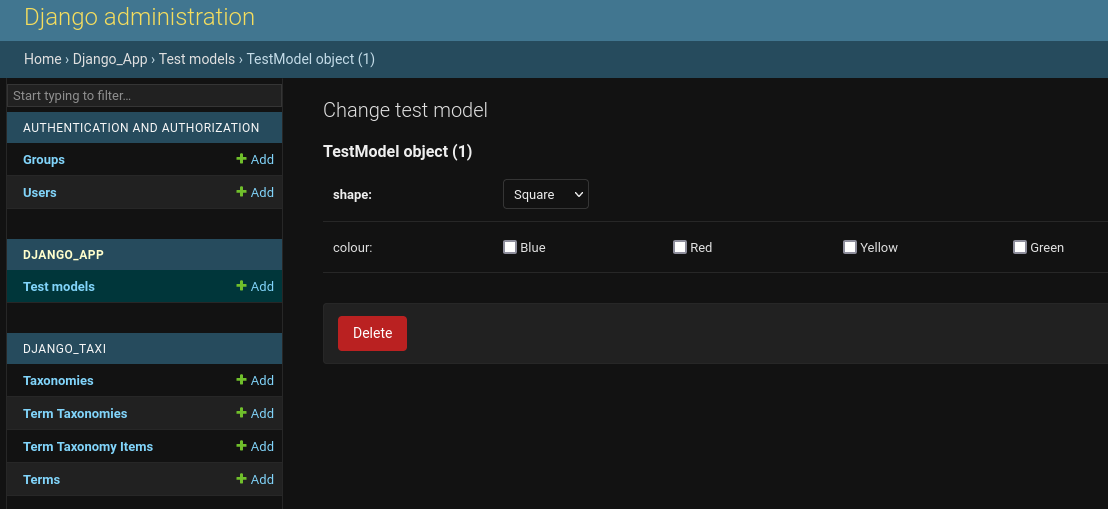 Django administration
Home › Django_App › Test models › TestModel object (1)
Start typing to filter…
AUTHENTICATION AND AUTHORIZATION
Groups + Add
Users + Add
DJANGO_APP
Test models + Add
DJANGO_TAXI
Taxonomies + Add
Term Taxonomies + Add
Term Taxonomy Items + Add
Terms + Add
Change test model
TestModel object (1)
shape: Square
colour: Blue Red Yellow Green
Delete